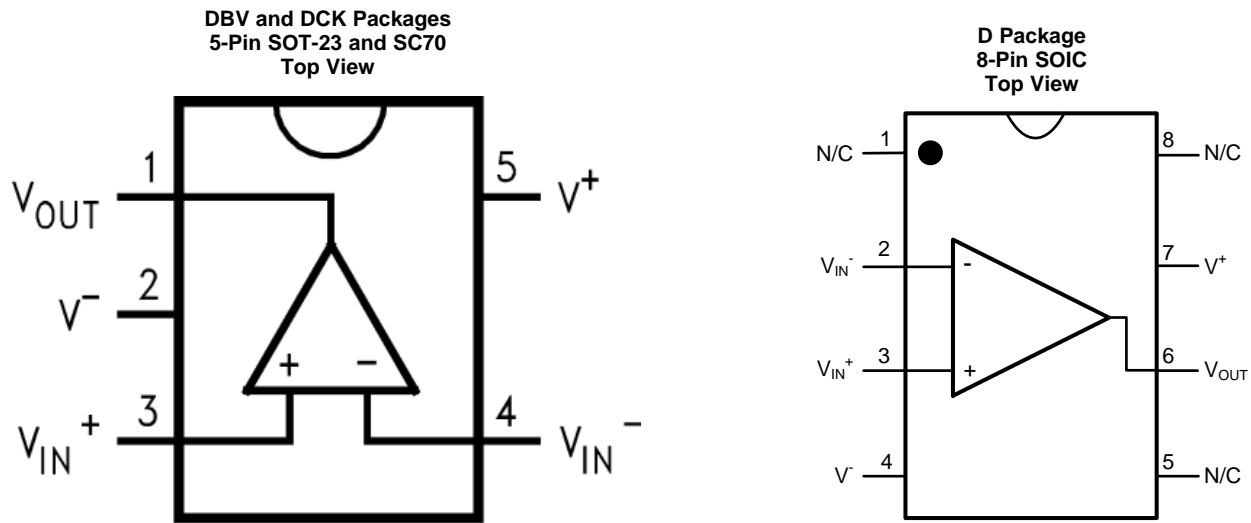 DBV and DCK Packages
5-Pin SOT-23 and SC70
Top View
1
5
VOUT
V+
2
V−
+ −
3
4
VIN+
VIN−
D Package
8-Pin SOIC
Top View
N/C 1
8 N/C
VIN- 2
-
7 V+
VIN+ 3
+
6 VOUT
V- 4
5 N/C